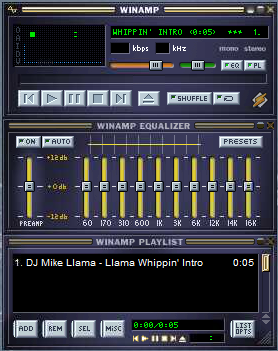 WINAMP
O
A
I
D
V
WHIPPIN' INTRO (0:05) *** 1.
kbps kHz mono stereo
EQ PL
SHUFFLE
WINAMP EQUALIZER
ON AUTO PRESETS
+12db
+0db
-12db
PREAMP 60 170 310 600 1K 3K 6K 12K 14K 16K
WINAMP PLAYLIST
1. DJ Mike Llama - Llama Whippin' Intro 0:05
ADD REM SEL MISC 0:00/0:05 LIST OPTS
: